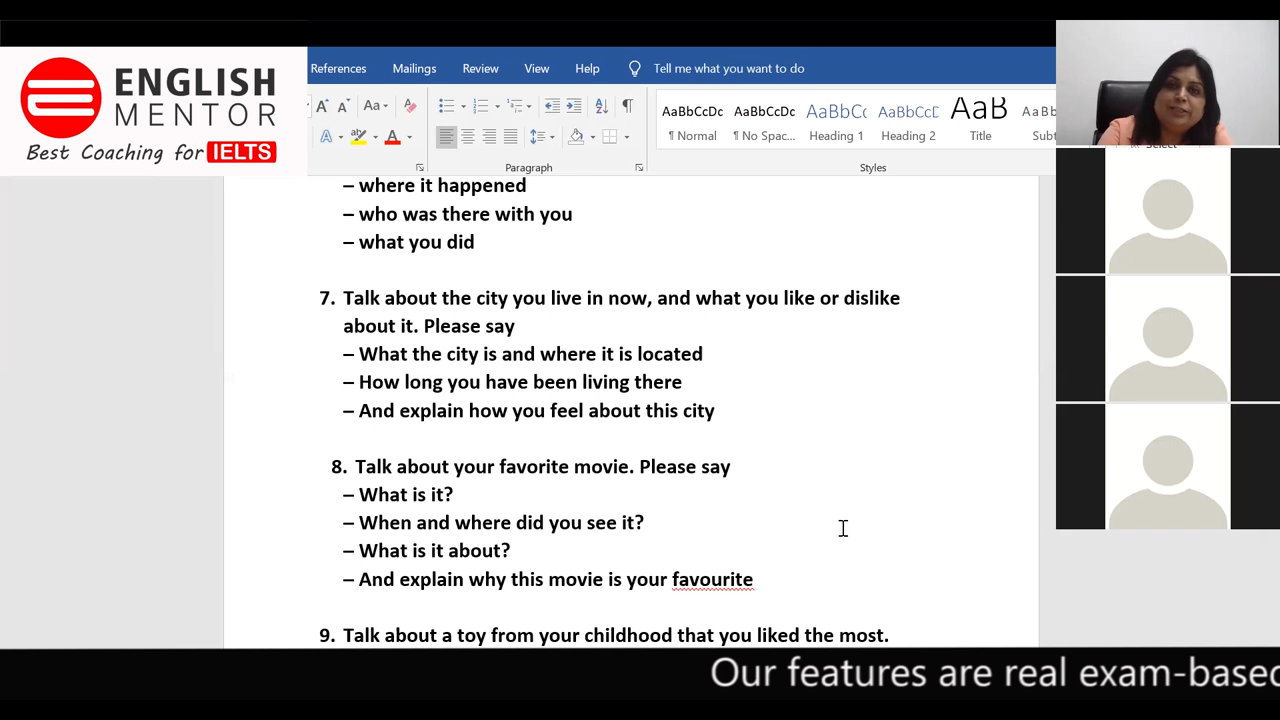 ENGLISH
MENTOR
Best Coaching for IELTS
References Mailings Review View Help Tell me what you want to do
Aa
AaBbCcDc AaBbCcDc AaBbC AaBbCcE AaB
¶ Normal ¶ No Spac... Heading 1 Heading 2 Title
Paragraph Styles
– where it happened
– who was there with you
– what you did
7. Talk about the city you live in now, and what you like or dislike
about it. Please say
– What the city is and where it is located
– How long you have been living there
– And explain how you feel about this city
8. Talk about your favorite movie. Please say
– What is it?
– When and where did you see it?
– What is it about?
– And explain why this movie is your favourite
9. Talk about a toy from your childhood that you liked the most.
Our features are real exam-based